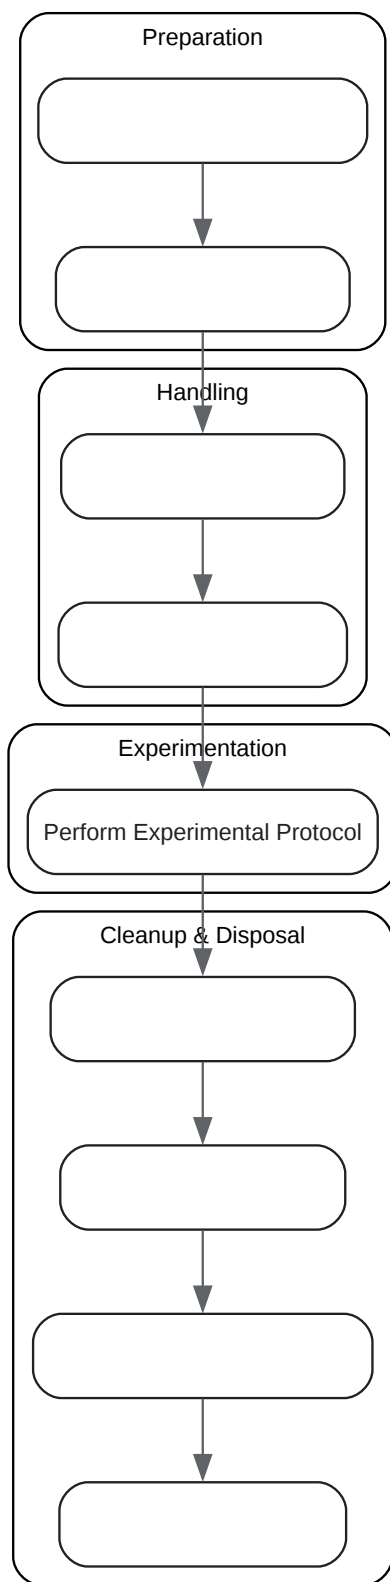 Preparation
Handling
Experimentation
Perform Experimental Protocol
Cleanup & Disposal